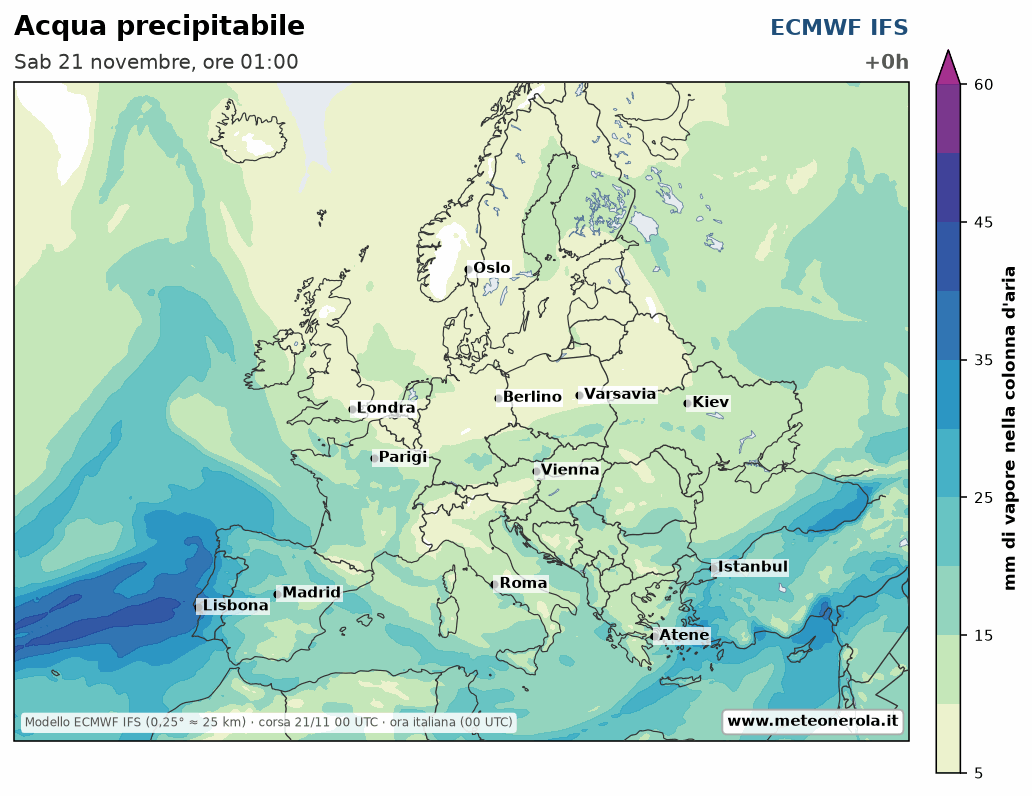 Acqua precipitabile
ECMWF IFS
Sab 21 novembre, ore 01:00
+0h
60
45
35
25
15
5
mm di vapore nella colonna d'aria
Oslo
Londra
Berlino
Varsavia
Kiev
Parigi
Vienna
Istanbul
Roma
Madrid
Lisbona
Atene
Modello ECMWF IFS (0,25° ≈ 25 km) · corsa 21/11 00 UTC · ora italiana (00 UTC)
www.meteonerola.it